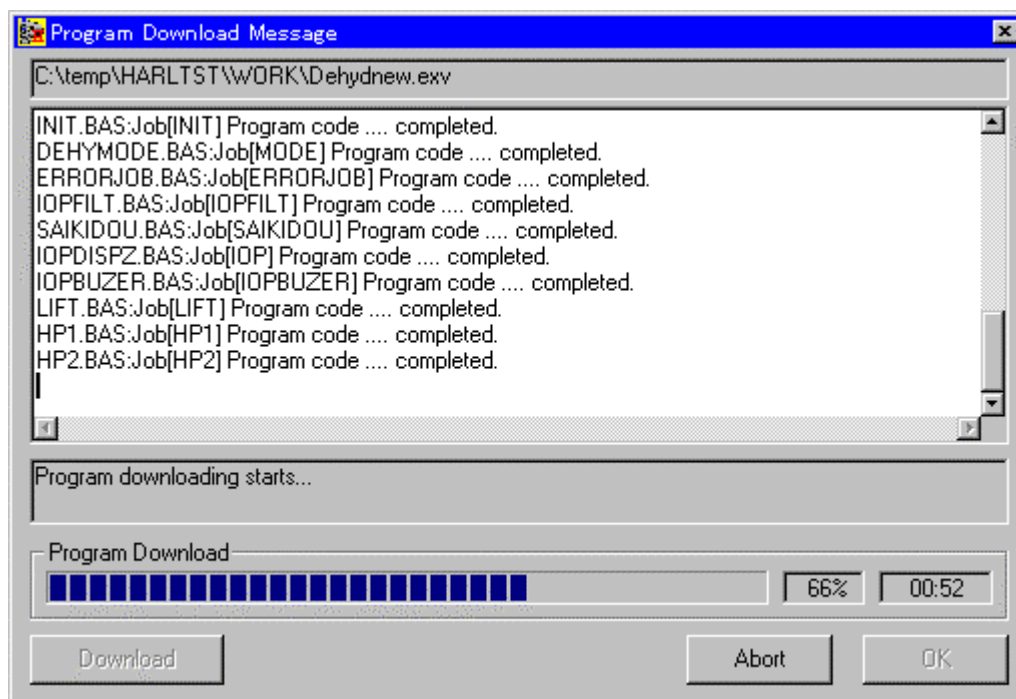 Program Download Message
C:\temp\HARLTST\WORK\Dehydnew.exv
INIT.BAS:Job[INIT] Program code .... completed.
DEHYMODE.BAS:Job[MODE] Program code .... completed.
ERRORJOB.BAS:Job[ERRORJOB] Program code .... completed.
IOPFILT.BAS:Job[IOPFILT] Program code .... completed.
SAIKIDOU.BAS:Job[SAIKIDOU] Program code .... completed.
IOPDISPZ.BAS:Job[IOP] Program code .... completed.
IOPBUZER.BAS:Job[IOPBUZER] Program code .... completed.
LIFT.BAS:Job[LIFT] Program code .... completed.
HP1.BAS:Job[HP1] Program code .... completed.
HP2.BAS:Job[HP2] Program code .... completed.
Program downloading starts...
Program Download
66% 00:52
Download Abort OK